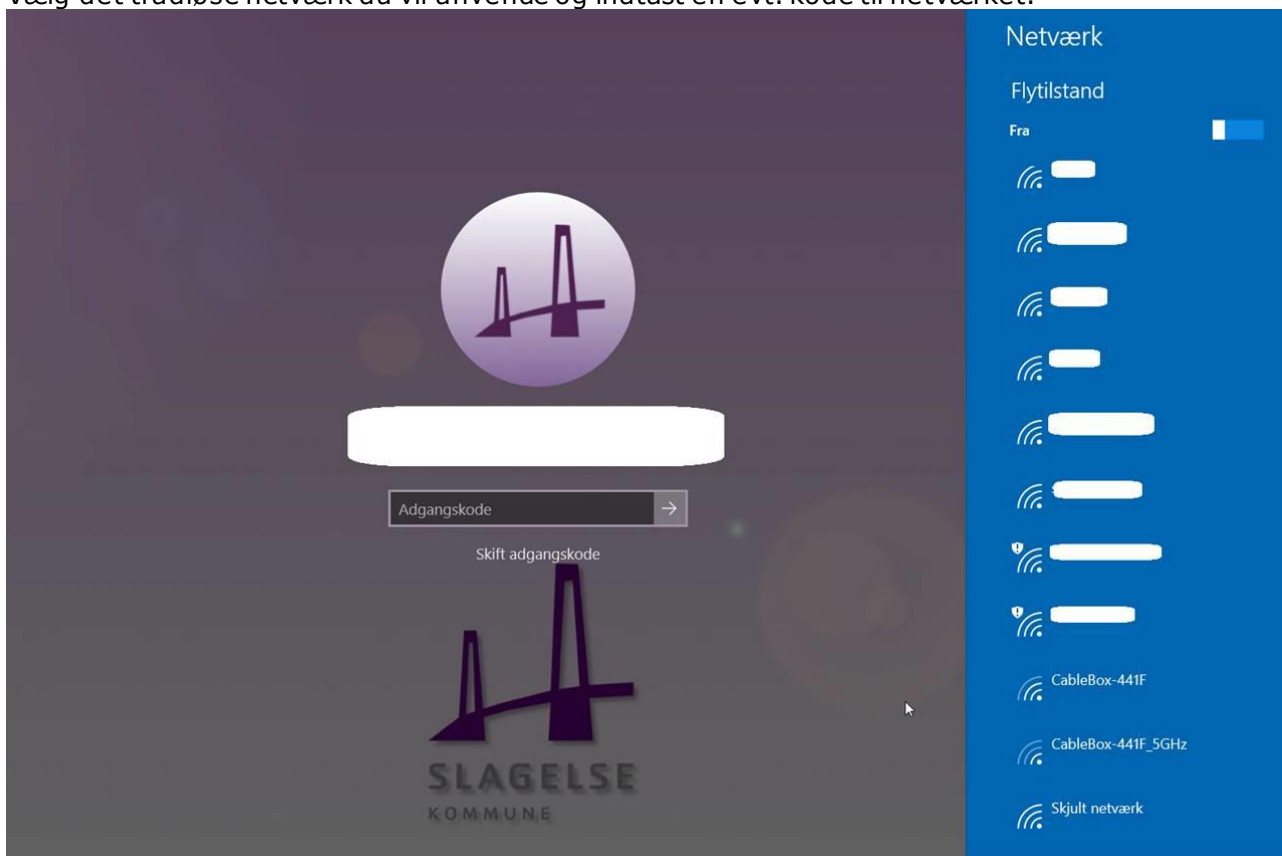 Vælg det trådløse netværk du vil anvende og indtast en evt. kode til netværket.
Netværk
Flytilstand
Fra
Adgangskode
Skift adgangskode
SLAGELSE
KOMMUNE
CableBox-441F
CableBox-441F_5GHz
Skjult netværk